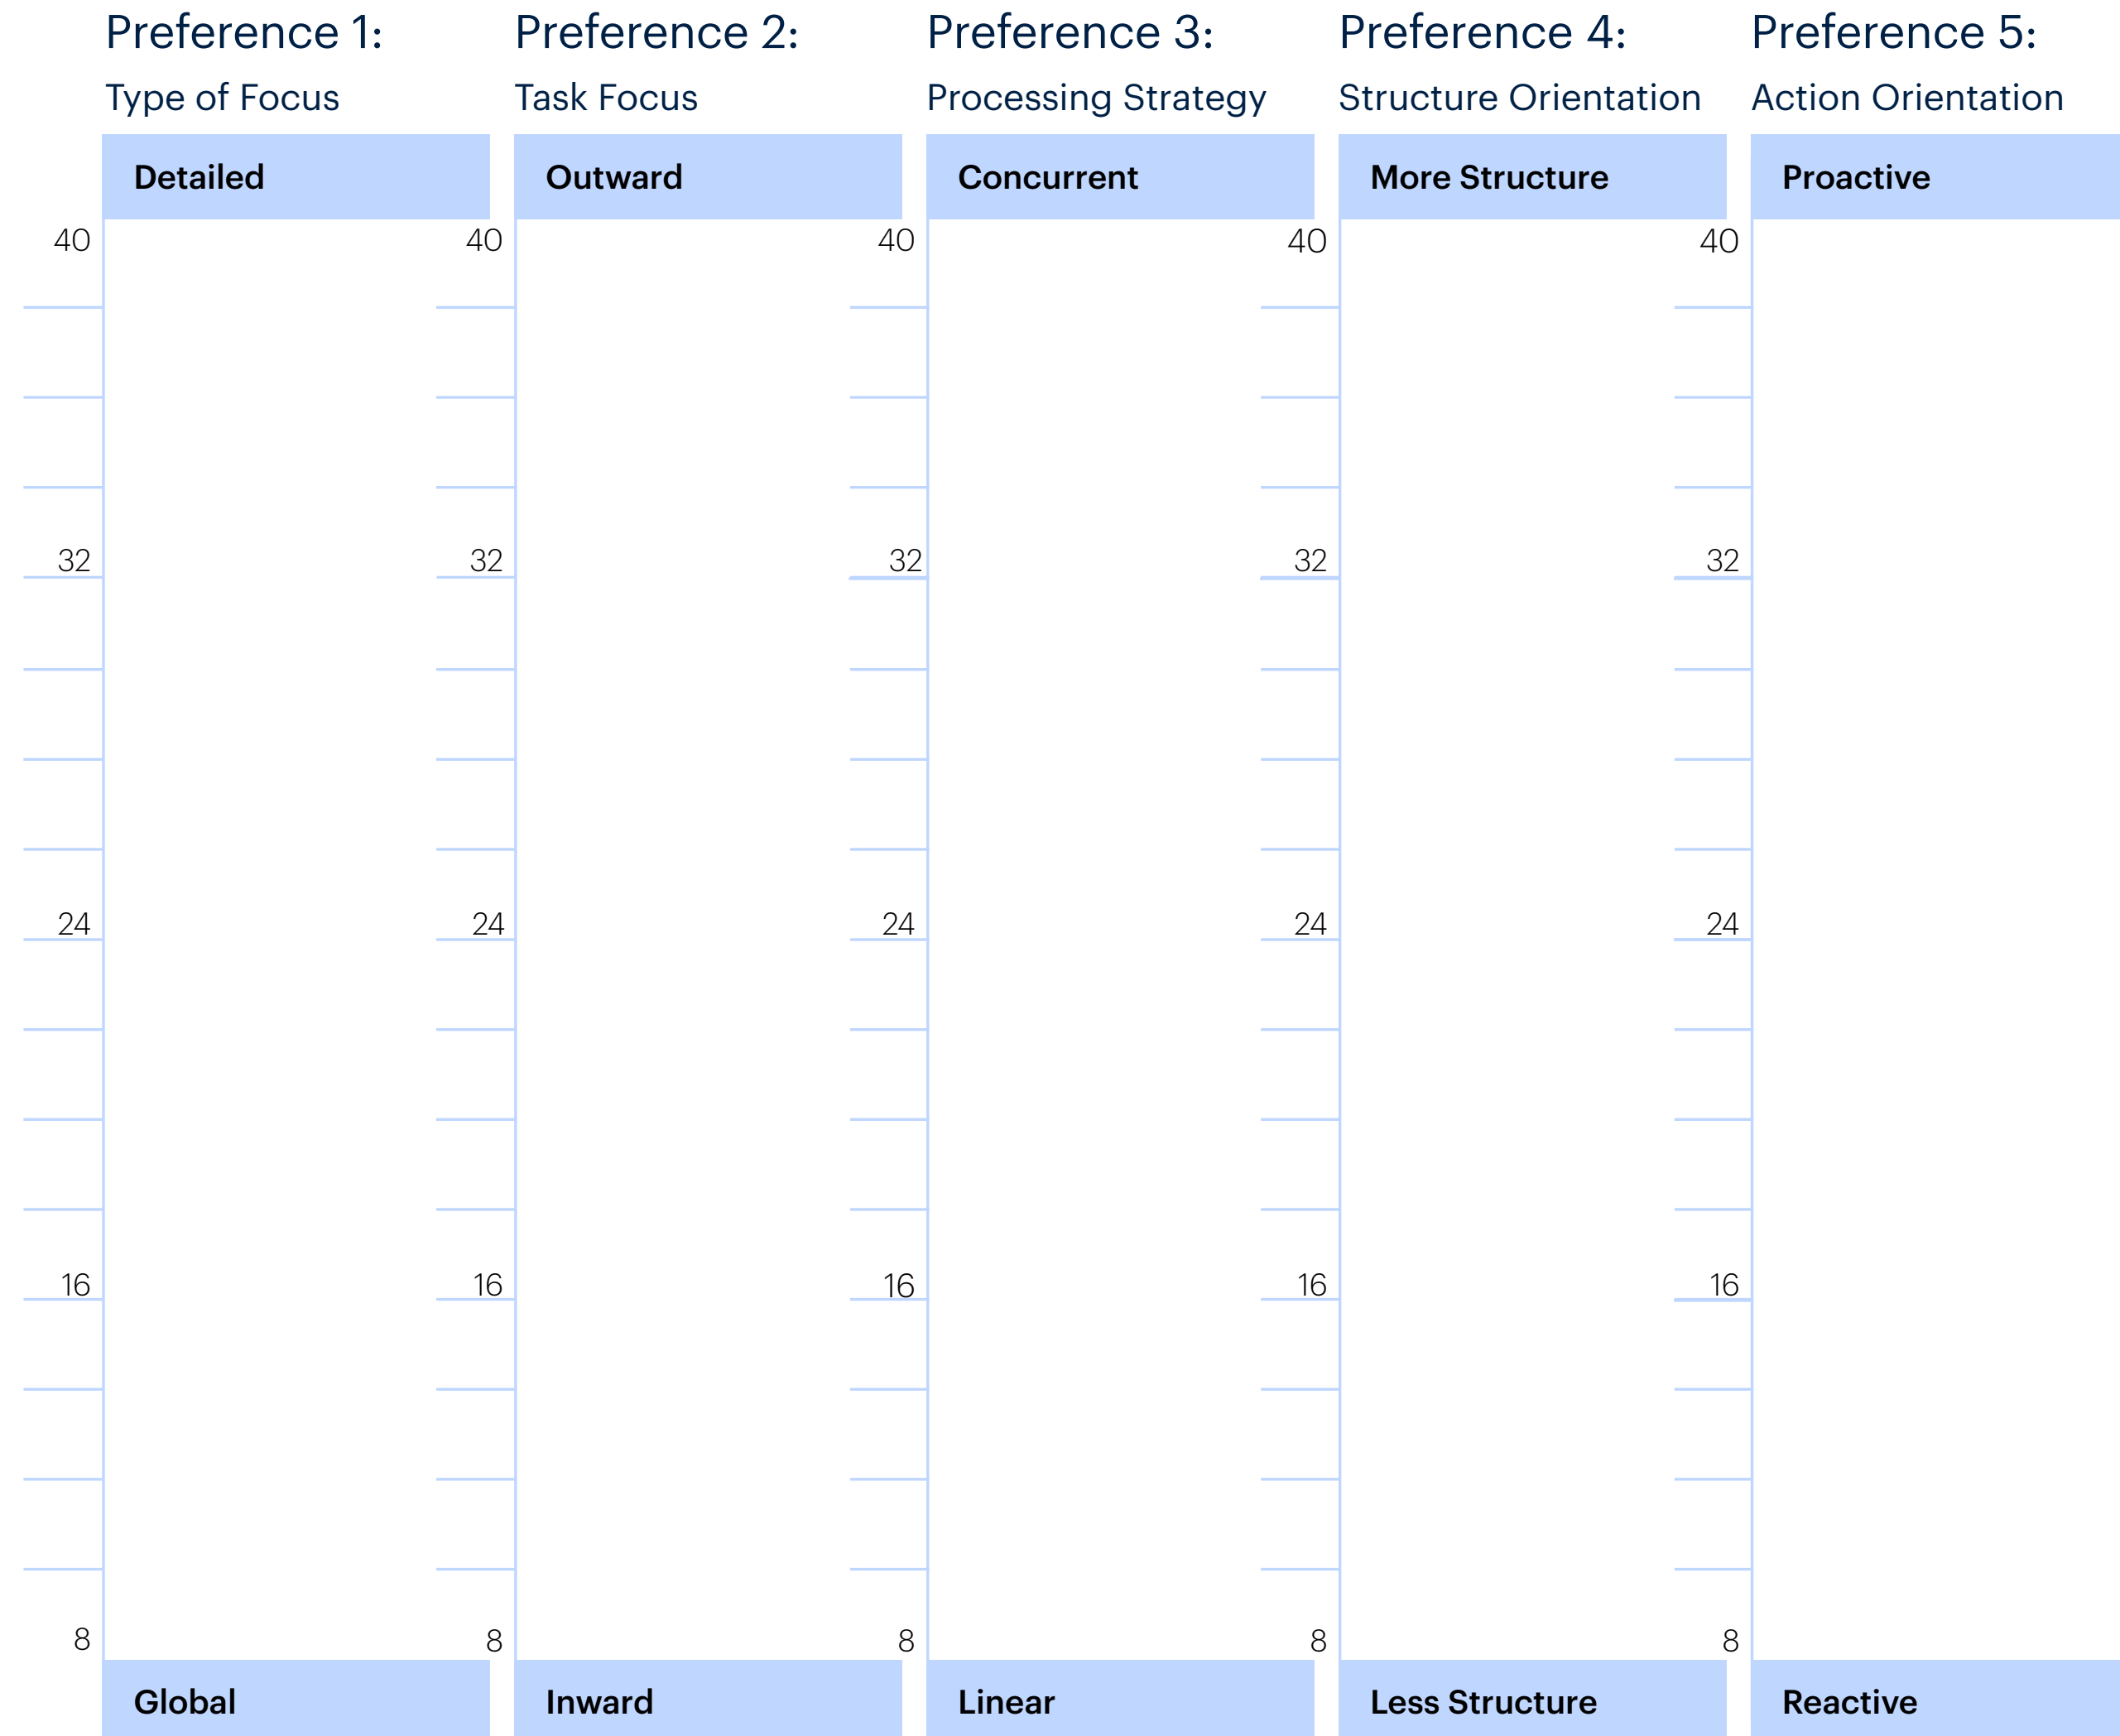 Preference 1: Preference 2: Preference 3: Preference 4: Preference 5:
Type of Focus Task Focus Processing Strategy Structure Orientation Action Orientation
Detailed Outward Concurrent More Structure Proactive
40 40 40 40 40
32 32 32 32 32
24 24 24 24 24
16 16 16 16 16
8 8 8 8 8
Global Inward Linear Less Structure Reactive